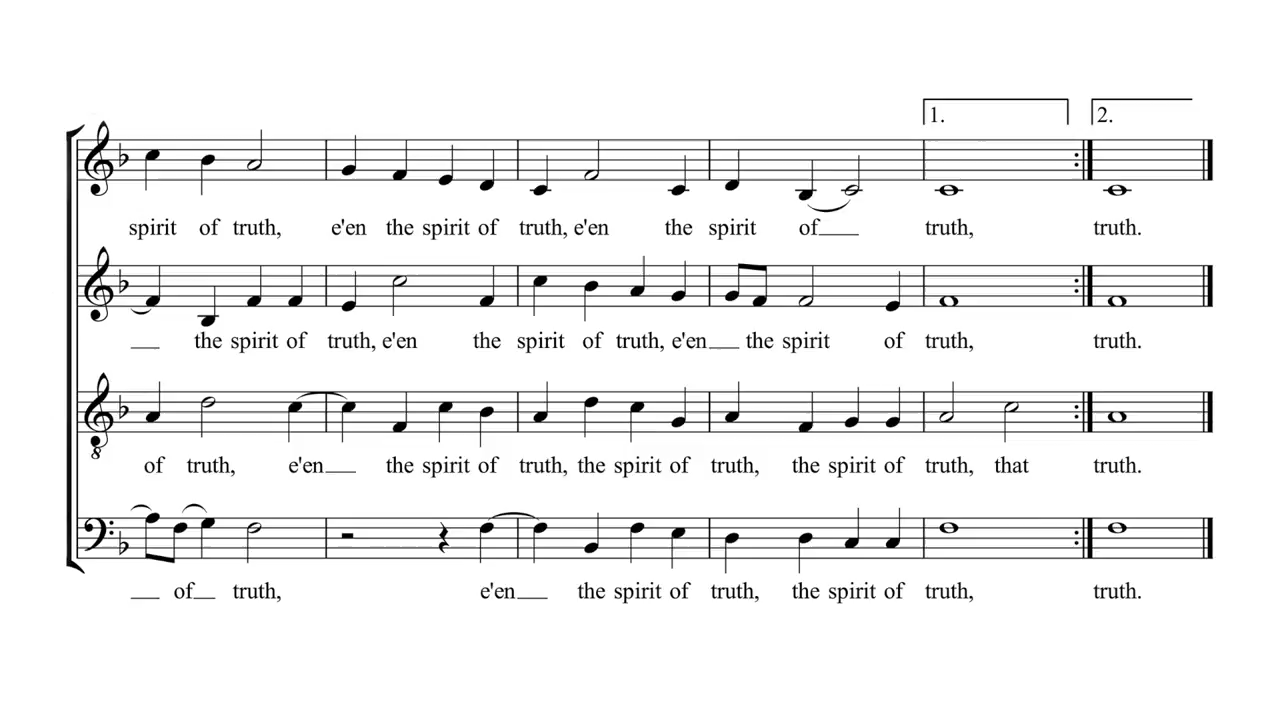 1. 2.
spirit of truth, e'en the spirit of truth, e'en the spirit of truth, truth.
the spirit of truth, e'en the spirit of truth, e'en the spirit of truth, truth.
8
of truth, e'en the spirit of truth, the spirit of truth, the spirit of truth, that truth.
of truth, e'en the spirit of truth, the spirit of truth, truth.